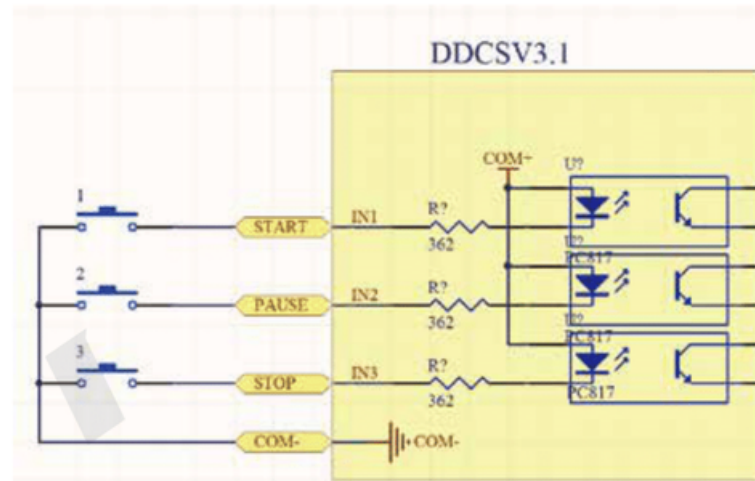 DDCSV3.1
COM+
U?
1
START
IN1
R?
362
U?
PC817
2
PAUSE
IN2
R?
362
U?
PC817
3
STOP
IN3
R?
362
PC817
COM-
COM-